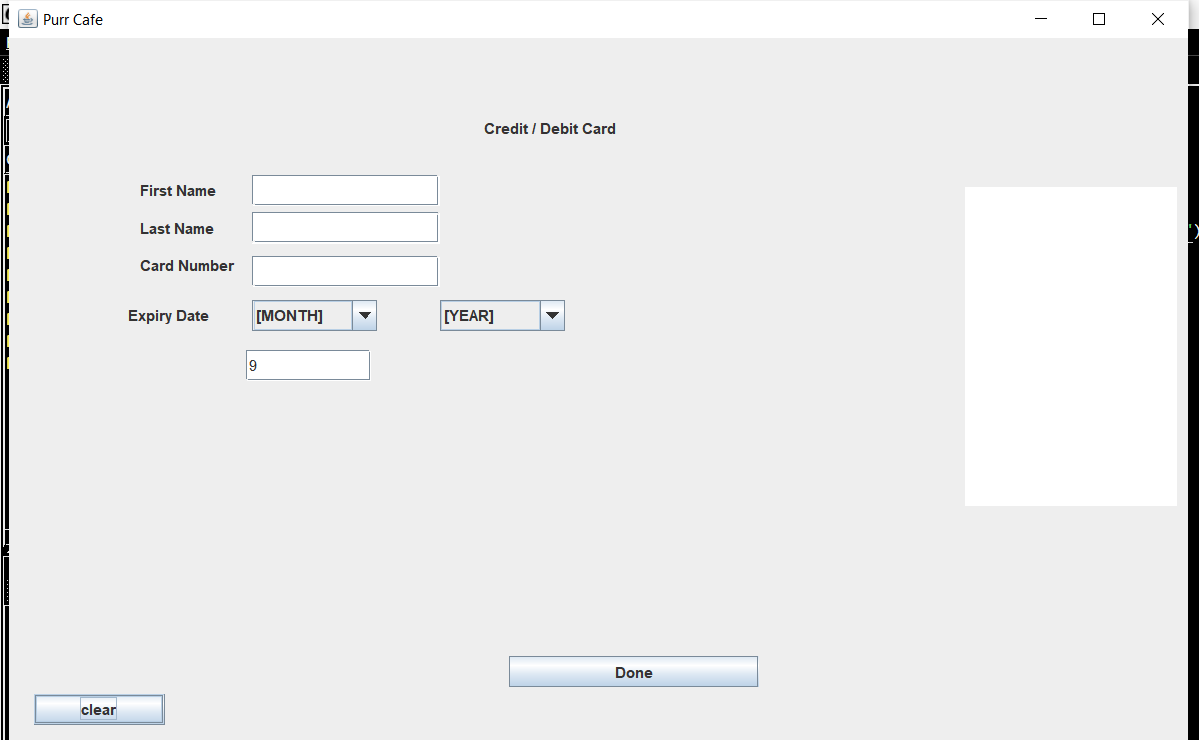 Purr Cafe
Credit / Debit Card
First Name
Last Name
Card Number
Expiry Date [MONTH] [YEAR]
9
Done
clear